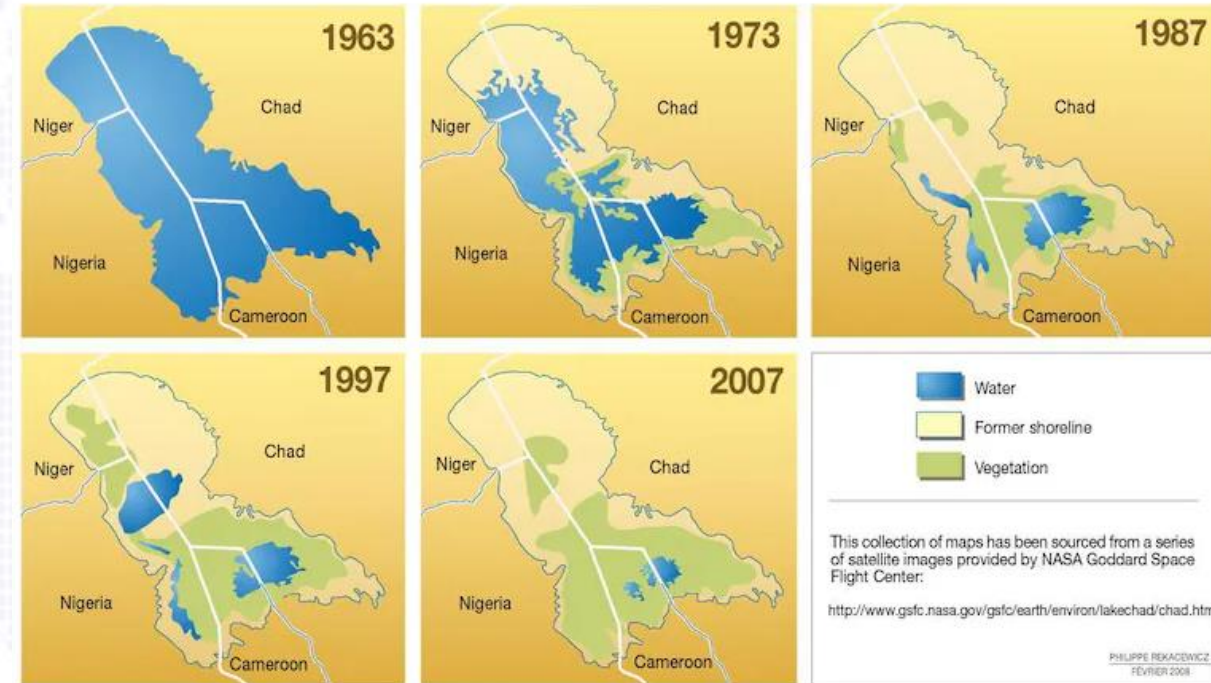 1963
Chad
Niger
Nigeria
Cameroon
1973
Chad
Niger
Nigeria
Cameroon
1987
Chad
Niger
Nigeria
Cameroon
1997
Chad
Niger
Nigeria
Cameroon
2007
Chad
Niger
Nigeria
Cameroon
Water
Former shoreline
Vegetation
This collection of maps has been sourced from a series
of satellite images provided by NASA Goddard Space
Flight Center:
http://www.gsfc.nasa.gov/gsfc/earth/environ/lakechad/chad.htm
PHILIPPE REKACEWICZ
FÉVRIER 2008